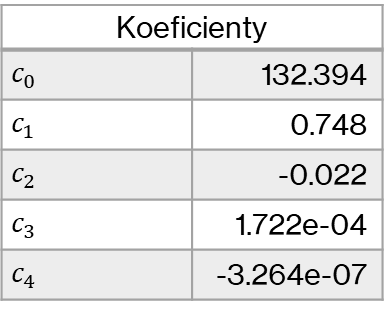 Koeficienty
c₀ 132.394
c₁ 0.748
c₂ -0.022
c₃ 1.722e-04
c₄ -3.264e-07